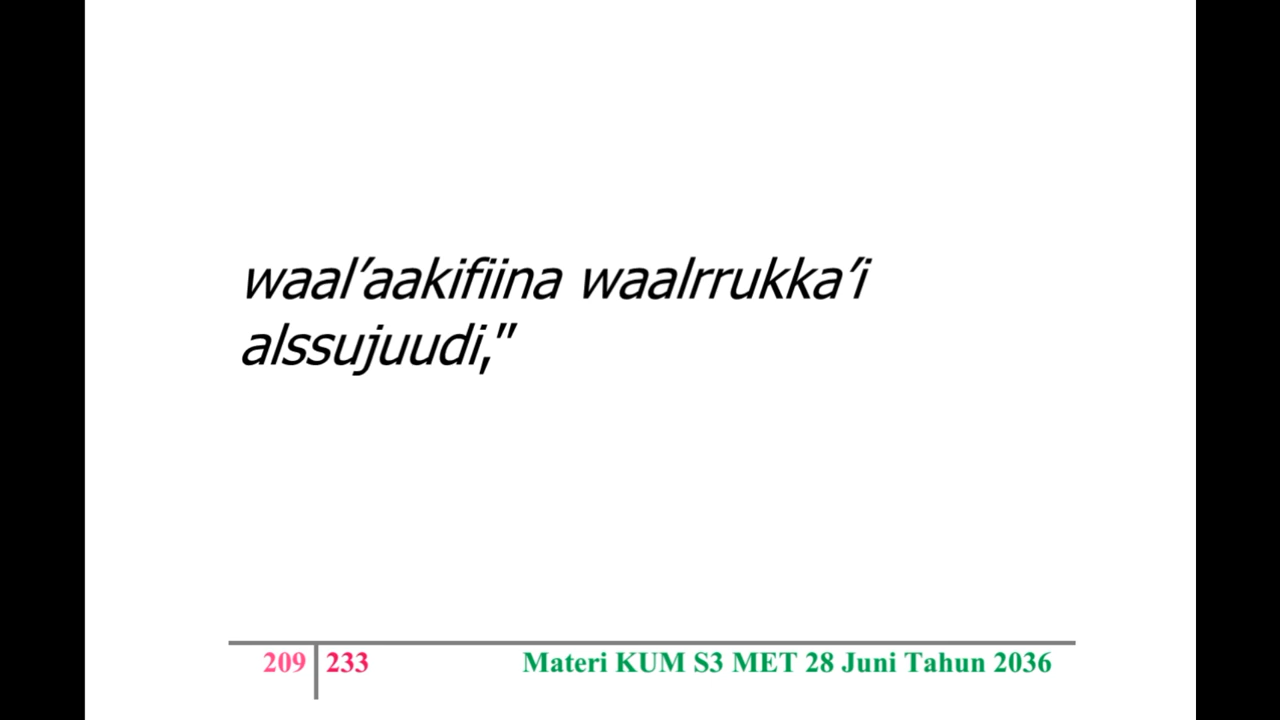 waal’aakifiina waalrrukka’i
alssujuudi,”
209 233 Materi KUM S3 MET 28 Juni Tahun 2036